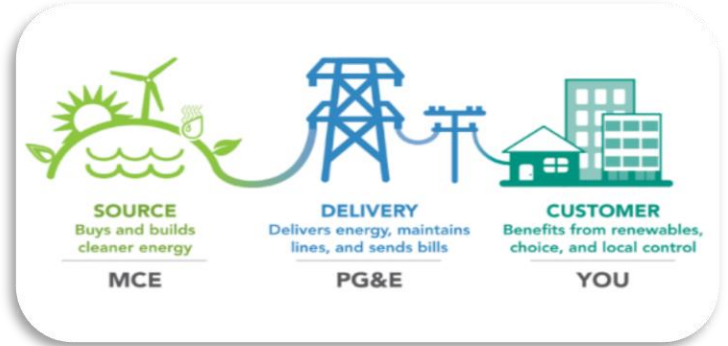 SOURCE
Buys and builds
cleaner energy
MCE
DELIVERY
Delivers energy, maintains
lines, and sends bills
PG&E
CUSTOMER
Benefits from renewables,
choice, and local control
YOU